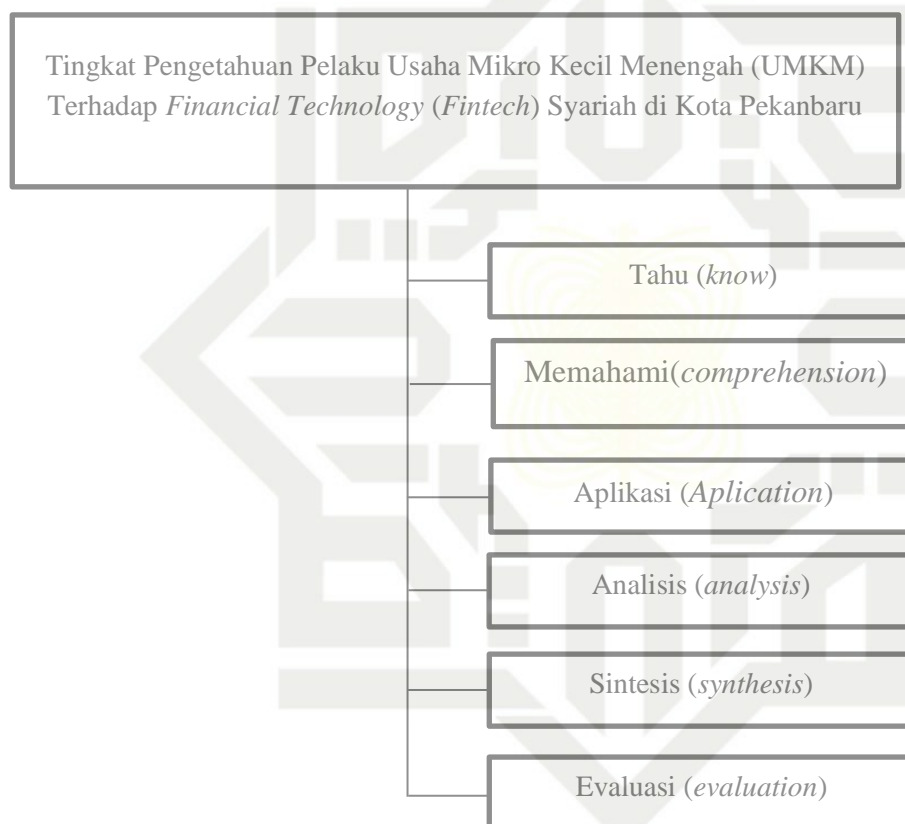 Tingkat Pengetahuan Pelaku Usaha Mikro Kecil Menengah (UMKM)
Terhadap Financial Technology (Fintech) Syariah di Kota Pekanbaru
Tahu (know)
Memahami(comprehension)
Aplikasi (Aplication)
Analisis (analysis)
Sintesis (synthesis)
Evaluasi (evaluation)